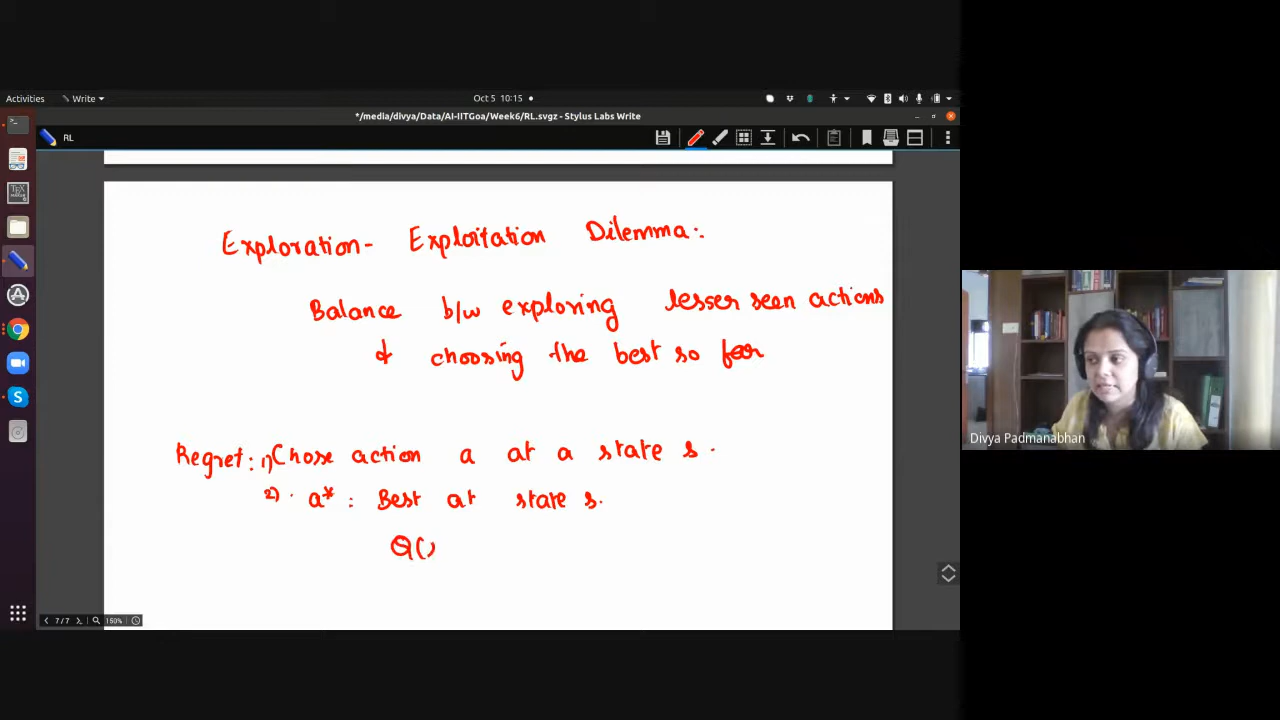 Activities Write Oct 5 10:15
*/media/divya/Data/AI-IITGoa/Week6/RL.svgz - Stylus Labs Write
RL
Exploration- Exploitation Dilemma:
Balance b/w exploring lesser seen actions
& choosing the best so far
Regret: 1) Chose action a at a state s.
2) a* : Best at state s.
Q()
Divya Padmanabhan
7/7 150%